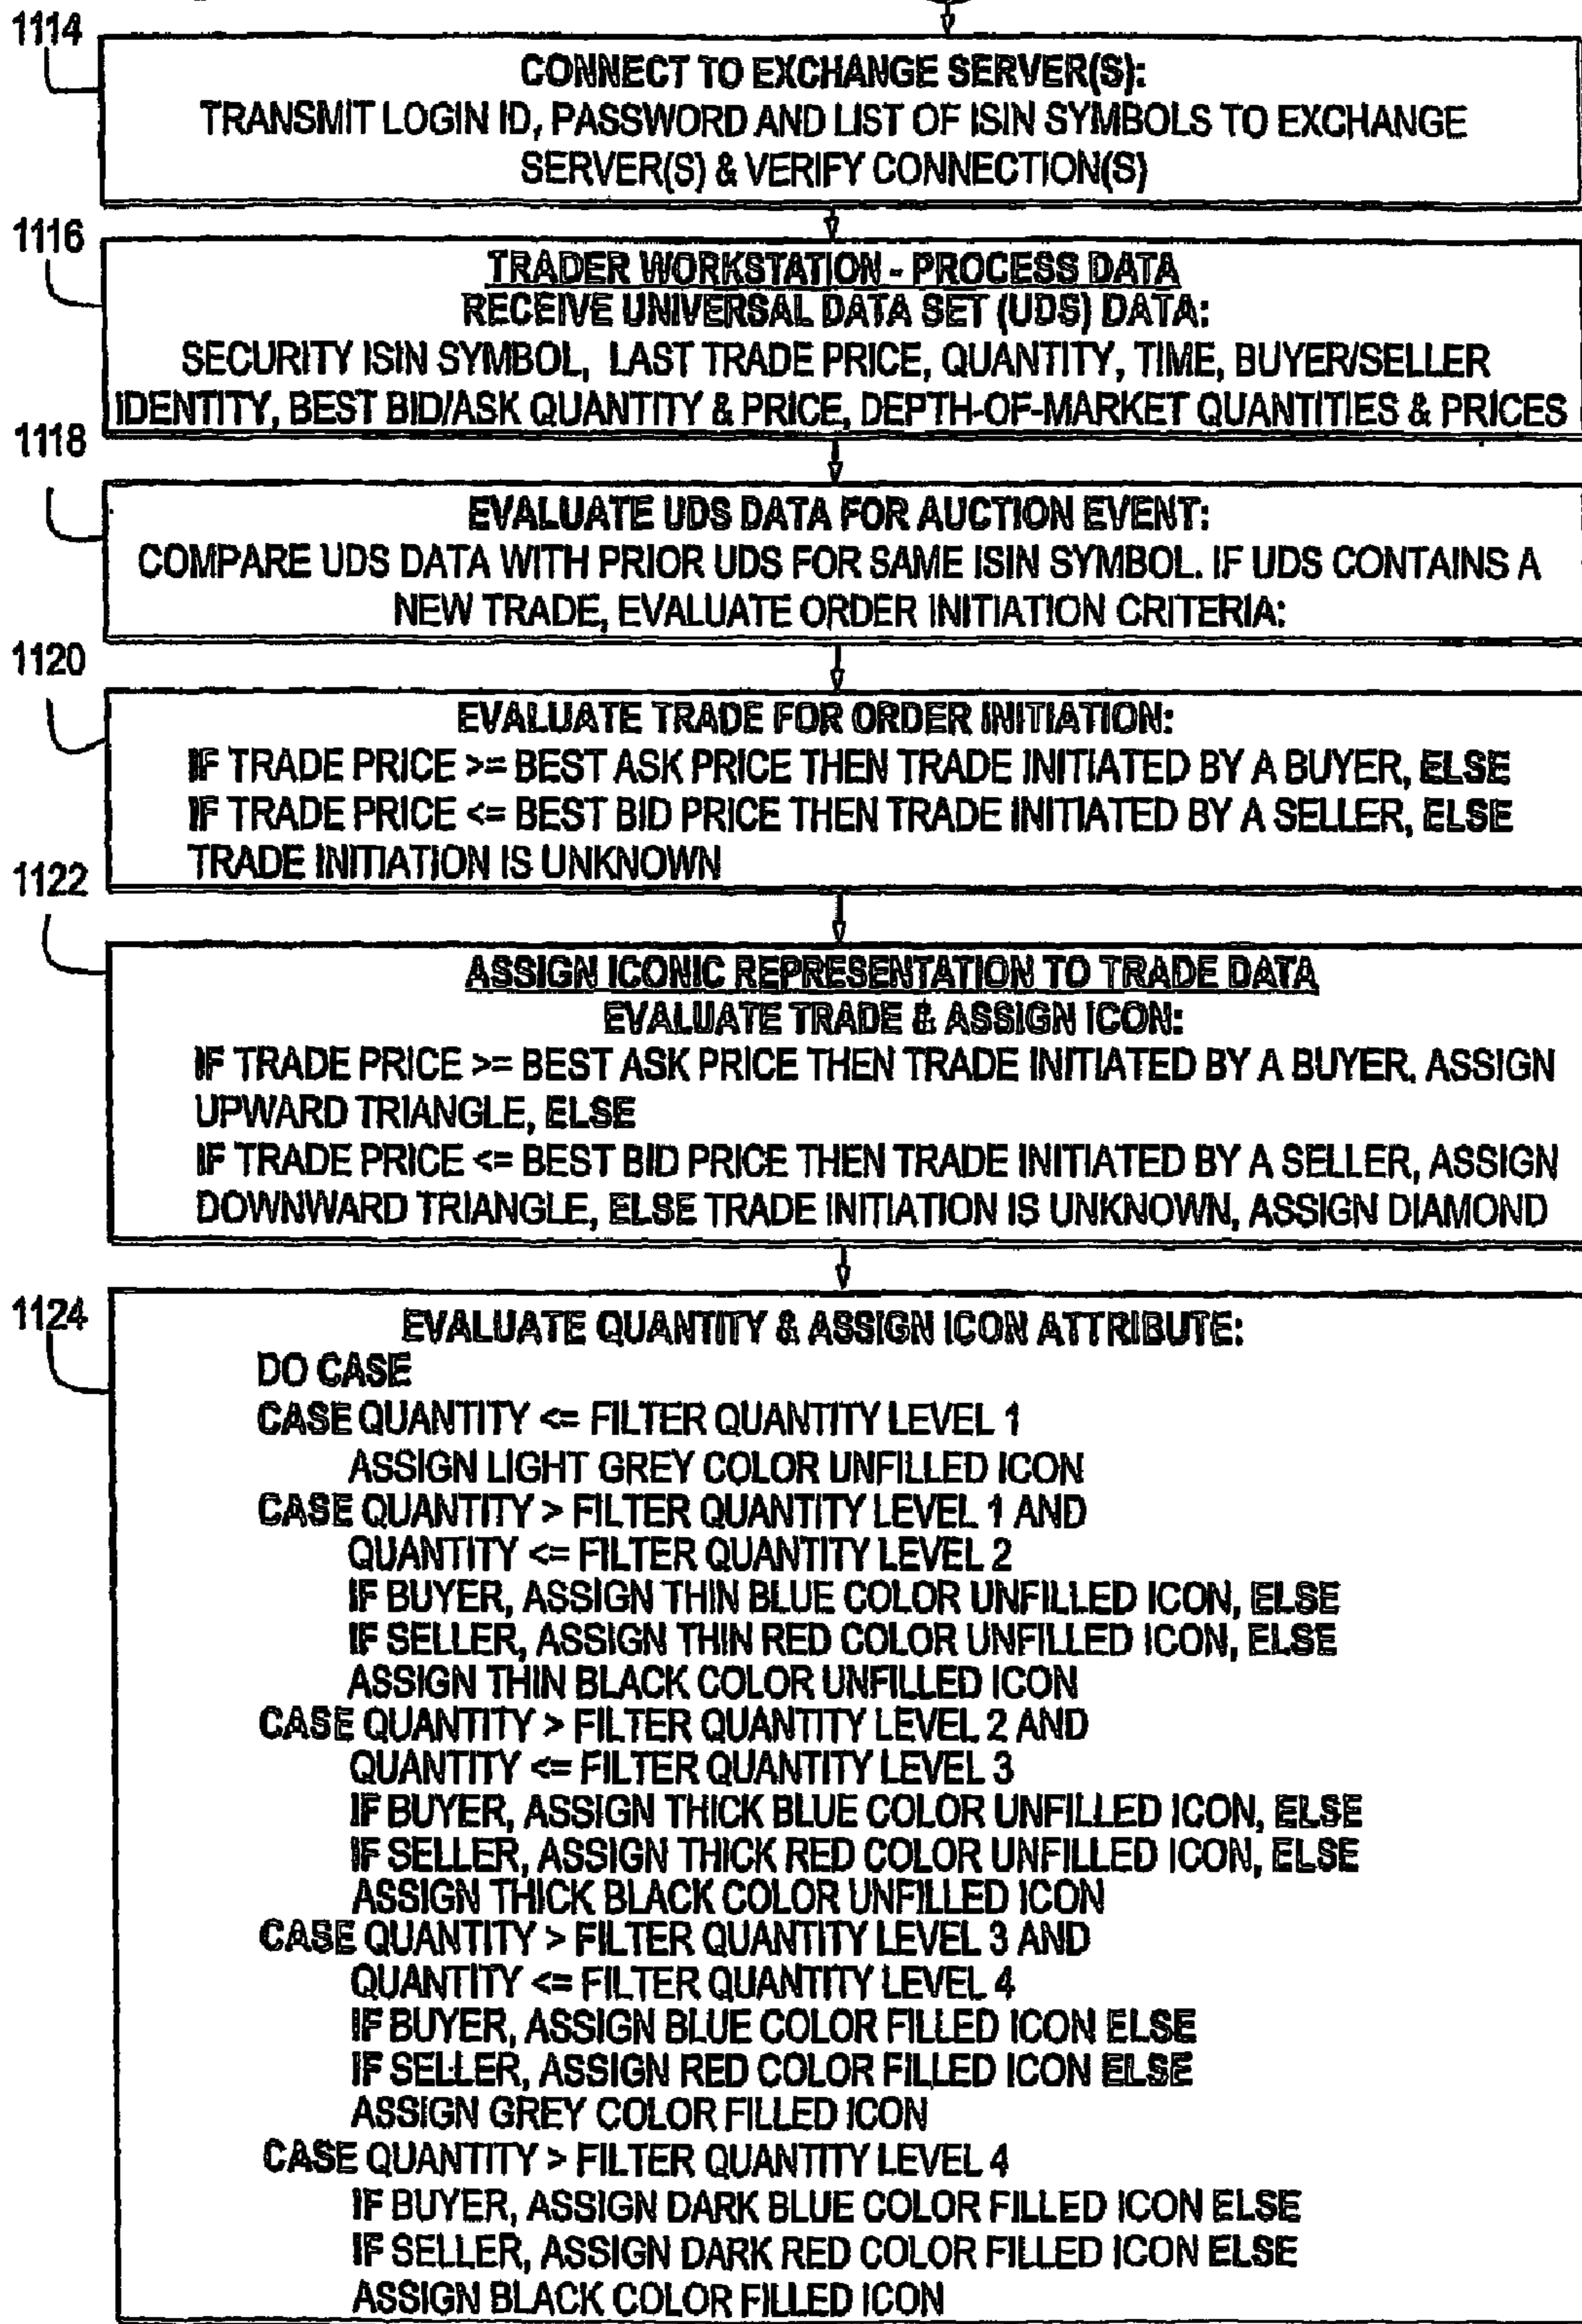 1114
CONNECT TO EXCHANGE SERVER(S):
TRANSMIT LOGIN ID, PASSWORD AND LIST OF ISIN SYMBOLS TO EXCHANGE
SERVER(S) & VERIFY CONNECTION(S)
1116
TRADER WORKSTATION - PROCESS DATA
RECEIVE UNIVERSAL DATA SET (UDS) DATA:
SECURITY ISIN SYMBOL, LAST TRADE PRICE, QUANTITY, TIME, BUYER/SELLER
IDENTITY, BEST BID/ASK QUANTITY & PRICE, DEPTH-OF-MARKET QUANTITIES & PRICES
1118
EVALUATE UDS DATA FOR AUCTION EVENT:
COMPARE UDS DATA WITH PRIOR UDS FOR SAME ISIN SYMBOL. IF UDS CONTAINS A
NEW TRADE, EVALUATE ORDER INITIATION CRITERIA:
1120
EVALUATE TRADE FOR ORDER INITIATION:
IF TRADE PRICE >= BEST ASK PRICE THEN TRADE INITIATED BY A BUYER, ELSE
IF TRADE PRICE <= BEST BID PRICE THEN TRADE INITIATED BY A SELLER, ELSE
TRADE INITIATION IS UNKNOWN
1122
ASSIGN ICONIC REPRESENTATION TO TRADE DATA
EVALUATE TRADE & ASSIGN ICON:
IF TRADE PRICE >= BEST ASK PRICE THEN TRADE INITIATED BY A BUYER, ASSIGN
UPWARD TRIANGLE, ELSE
IF TRADE PRICE <= BEST BID PRICE THEN TRADE INITIATED BY A SELLER, ASSIGN
DOWNWARD TRIANGLE, ELSE TRADE INITIATION IS UNKNOWN, ASSIGN DIAMOND
1124
EVALUATE QUANTITY & ASSIGN ICON ATTRIBUTE:
DO CASE
CASE QUANTITY <= FILTER QUANTITY LEVEL 1
ASSIGN LIGHT GREY COLOR UNFILLED ICON
CASE QUANTITY > FILTER QUANTITY LEVEL 1 AND
QUANTITY <= FILTER QUANTITY LEVEL 2
IF BUYER, ASSIGN THIN BLUE COLOR UNFILLED ICON, ELSE
IF SELLER, ASSIGN THIN RED COLOR UNFILLED ICON, ELSE
ASSIGN THIN BLACK COLOR UNFILLED ICON
CASE QUANTITY > FILTER QUANTITY LEVEL 2 AND
QUANTITY <= FILTER QUANTITY LEVEL 3
IF BUYER, ASSIGN THICK BLUE COLOR UNFILLED ICON, ELSE
IF SELLER, ASSIGN THICK RED COLOR UNFILLED ICON, ELSE
ASSIGN THICK BLACK COLOR UNFILLED ICON
CASE QUANTITY > FILTER QUANTITY LEVEL 3 AND
QUANTITY <= FILTER QUANTITY LEVEL 4
IF BUYER, ASSIGN BLUE COLOR FILLED ICON ELSE
IF SELLER, ASSIGN RED COLOR FILLED ICON ELSE
ASSIGN GREY COLOR FILLED ICON
CASE QUANTITY > FILTER QUANTITY LEVEL 4
IF BUYER, ASSIGN DARK BLUE COLOR FILLED ICON ELSE
IF SELLER, ASSIGN DARK RED COLOR FILLED ICON ELSE
ASSIGN BLACK COLOR FILLED ICON